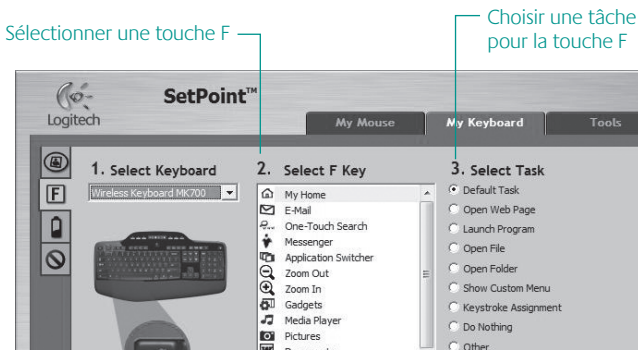 Sélectionner une touche F
Choisir une tâche
pour la touche F
Logitech
SetPoint™
My Mouse
My Keyboard
Tools
1. Select Keyboard
2. Select F Key
3. Select Task
F
Wireless Keyboard MK700
My Home
E-Mail
One-Touch Search
Messenger
Application Switcher
Zoom Out
Zoom In
Gadgets
Media Player
Pictures
Default Task
Open Web Page
Launch Program
Open File
Open Folder
Show Custom Menu
Keystroke Assignment
Do Nothing
Other